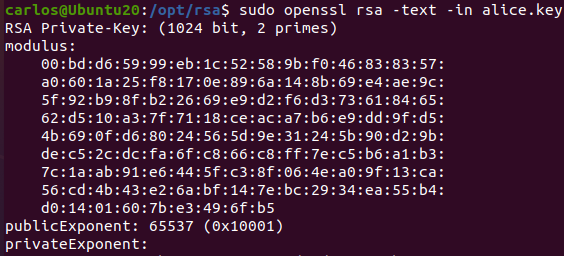 carlos@Ubuntu20:/opt/rsa$ sudo openssl rsa -text -in alice.key
RSA Private-Key: (1024 bit, 2 primes)
modulus:
00:bd:d6:59:99:eb:1c:52:58:9b:f0:46:83:83:57:
a0:60:1a:25:f8:17:0e:89:6a:14:8b:69:e4:ae:9c:
5f:92:b9:8f:b2:26:69:e9:d2:f6:d3:73:61:84:65:
62:d5:10:a3:7f:71:18:ce:ac:a7:b6:e9:dd:9f:d5:
4b:69:0f:d6:80:24:56:5d:9e:31:24:5b:90:d2:9b:
de:c5:2c:dc:fa:6f:c8:66:c8:ff:7e:c5:b6:a1:b3:
7c:1a:ab:91:e6:44:5f:c3:8f:06:4e:a0:9f:13:ca:
56:cd:4b:43:e2:6a:bf:14:7e:bc:29:34:ea:55:b4:
d0:14:01:60:7b:e3:49:6f:b5
publicExponent: 65537 (0x10001)
privateExponent: